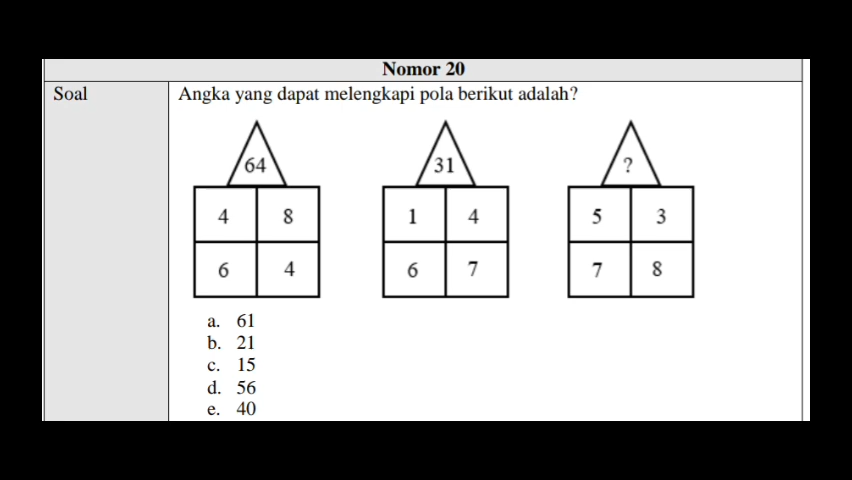 Nomor 20
Soal
Angka yang dapat melengkapi pola berikut adalah?
64 31 ?
4 8 1 4 5 3
6 4 6 7 7 8
a. 61
b. 21
c. 15
d. 56
e. 40